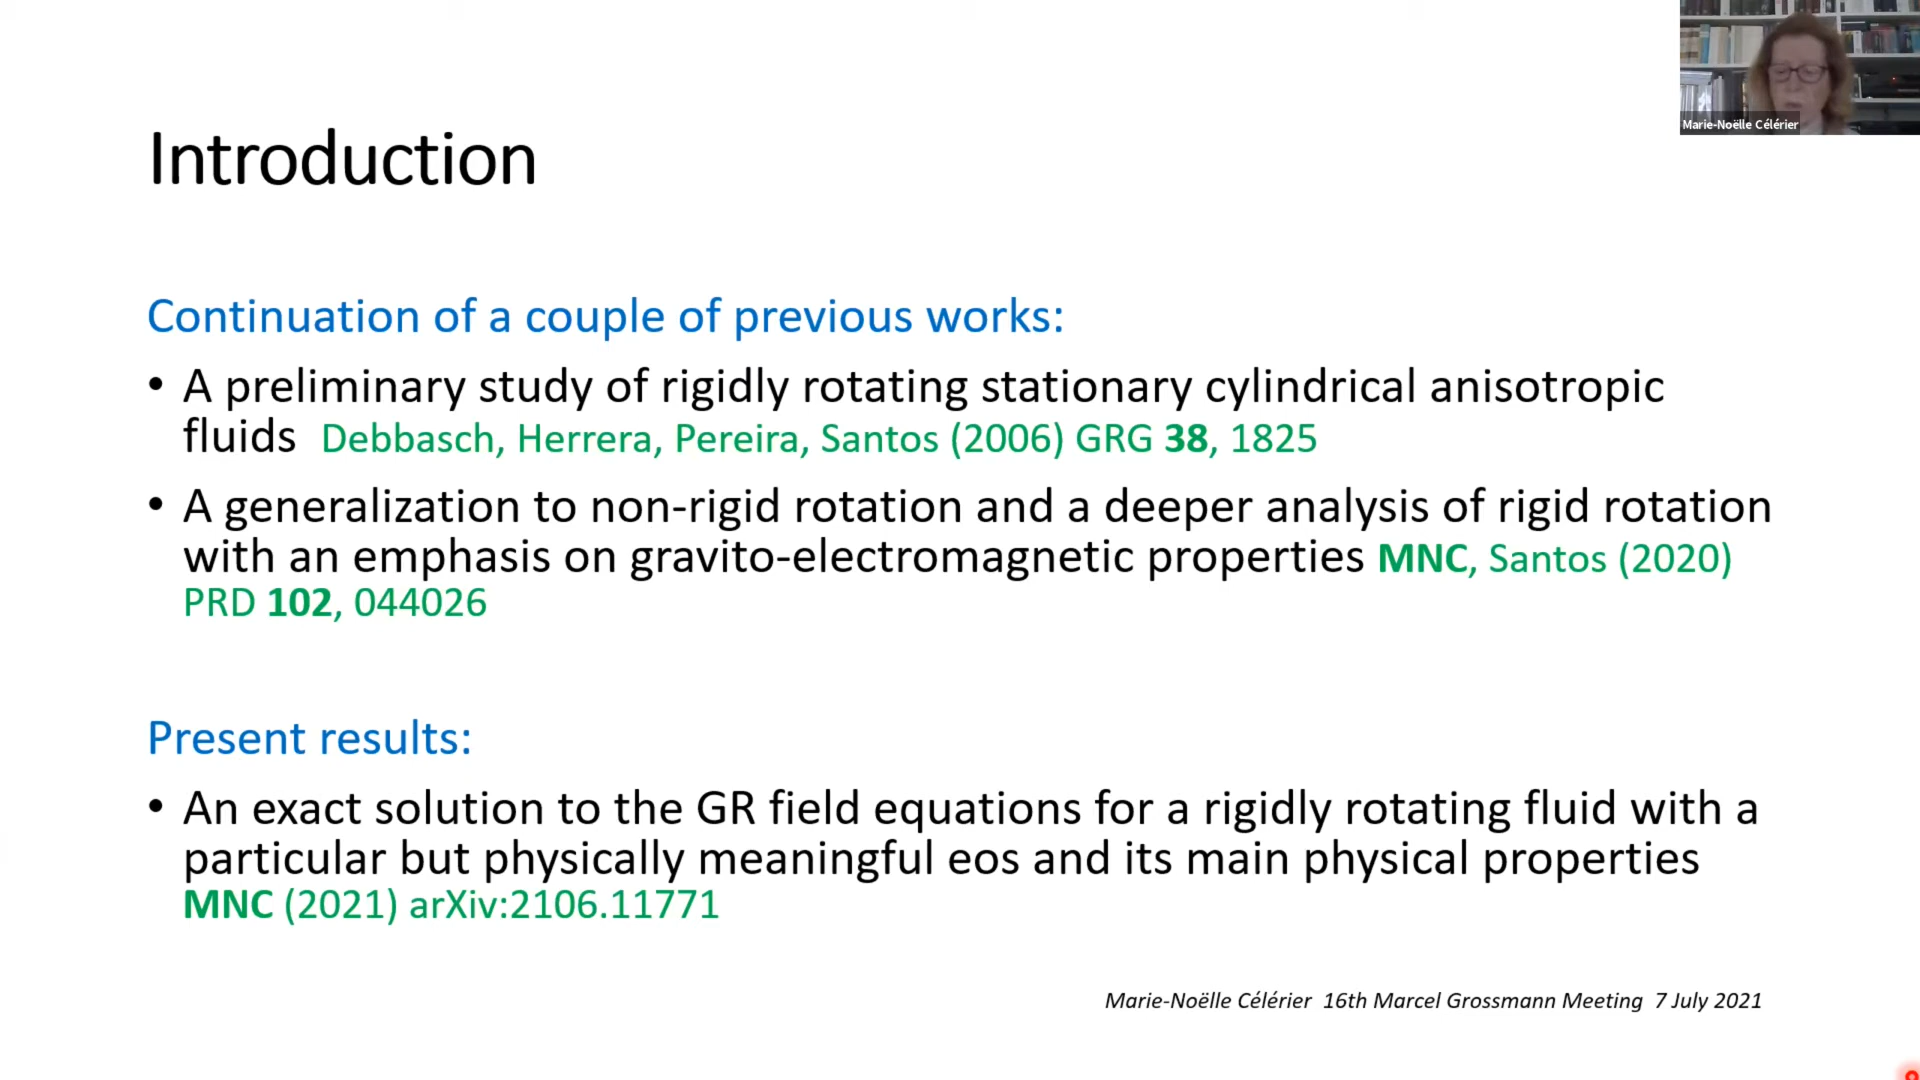 Marie-Noëlle Célérier
Introduction
Continuation of a couple of previous works:
• A preliminary study of rigidly rotating stationary cylindrical anisotropic
fluids Debbasch, Herrera, Pereira, Santos (2006) GRG 38, 1825
• A generalization to non-rigid rotation and a deeper analysis of rigid rotation
with an emphasis on gravito-electromagnetic properties MNC, Santos (2020)
PRD 102, 044026
Present results:
• An exact solution to the GR field equations for a rigidly rotating fluid with a
particular but physically meaningful eos and its main physical properties
MNC (2021) arXiv:2106.11771
Marie-Noëlle Célérier 16th Marcel Grossmann Meeting 7 July 2021